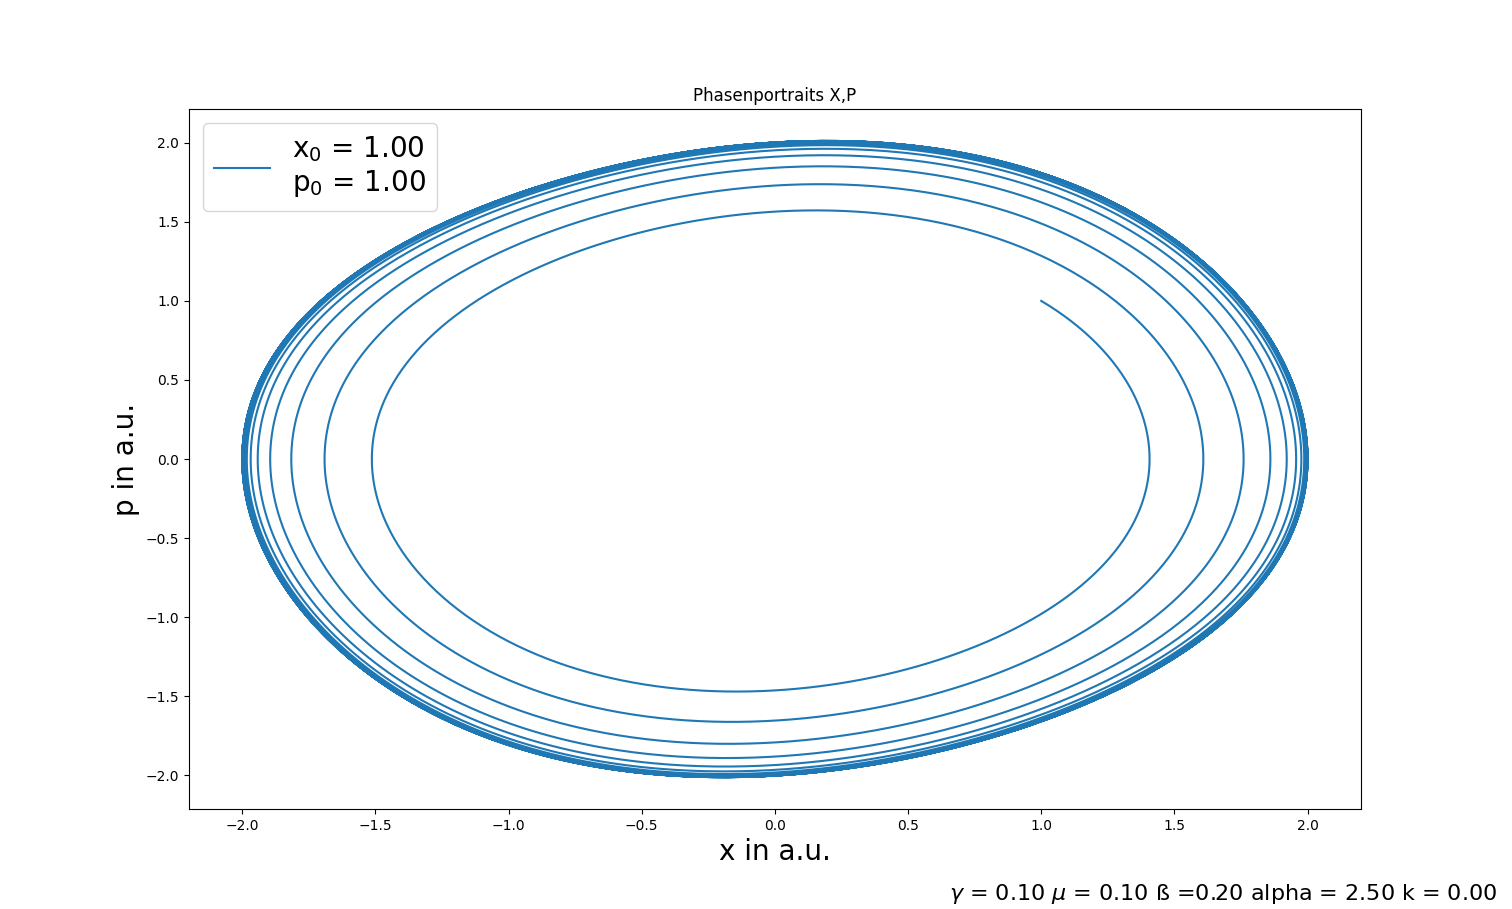 Phasenportraits X,P
x₀ = 1.00
p₀ = 1.00
2.0
1.5
1.0
0.5
0.0
−0.5
−1.0
−1.5
−2.0
p in a.u.
−2.0 −1.5 −1.0 −0.5 0.0 0.5 1.0 1.5 2.0
x in a.u.
γ = 0.10 μ = 0.10 ß =0.20 alpha = 2.50 k = 0.00